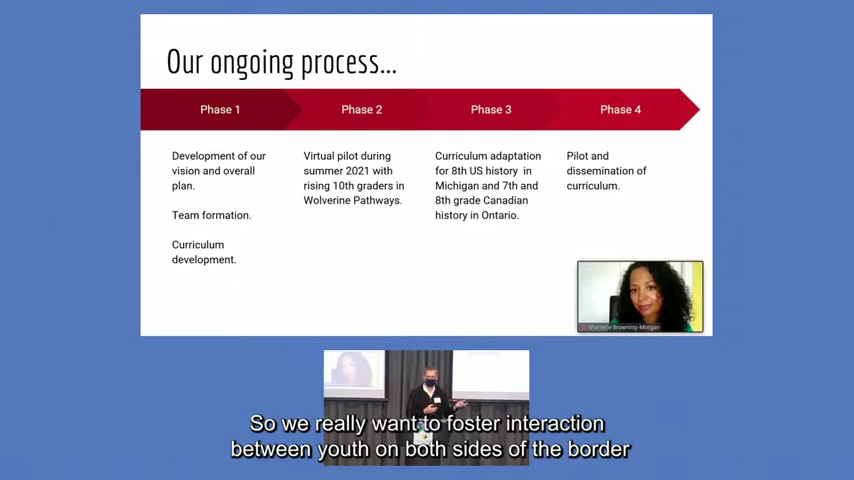 Our ongoing process...
Phase 1
Phase 2
Phase 3
Phase 4
Development of our
vision and overall
plan.
Team formation.
Curriculum
development.
Virtual pilot during
summer 2021 with
rising 10th graders in
Wolverine Pathways.
Curriculum adaptation
for 8th US history in
Michigan and 7th and
8th grade Canadian
history in Ontario.
Pilot and
dissemination of
curriculum.
Shantelle Browning-Morgan
So we really want to foster interaction
between youth on both sides of the border